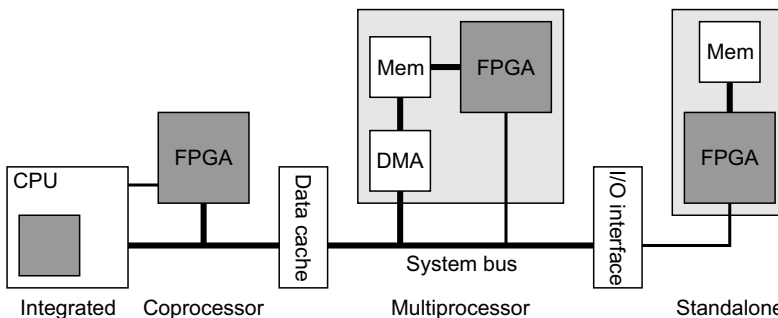 Mem
FPGA
Mem
FPGA
DMA
FPGA
CPU
Data cache
I/O interface
System bus
Integrated
Coprocessor
Multiprocessor
Standalone